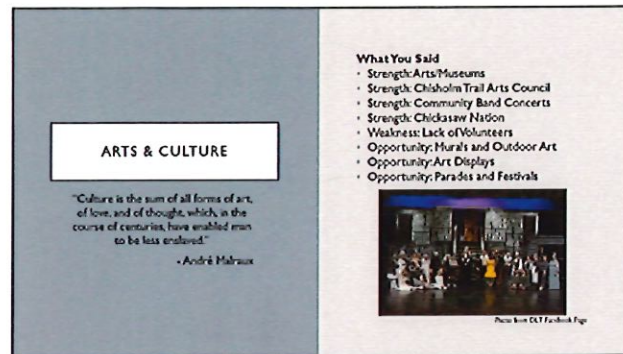 ARTS & CULTURE
"Culture is the sum of all forms of art,
of love, and of thought, which, in the
course of centuries, have enabled man
to be less enslaved."
- André Malraux
What You Said
• Strength: Arts/Museums
• Strength: Chisholm Trail Arts Council
• Strength: Community Band Concerts
• Strength: Chickasaw Nation
• Weakness: Lack of Volunteers
• Opportunity: Murals and Outdoor Art
• Opportunity: Art Displays
• Opportunity: Parades and Festivals
Photo from DLT Facebook Page